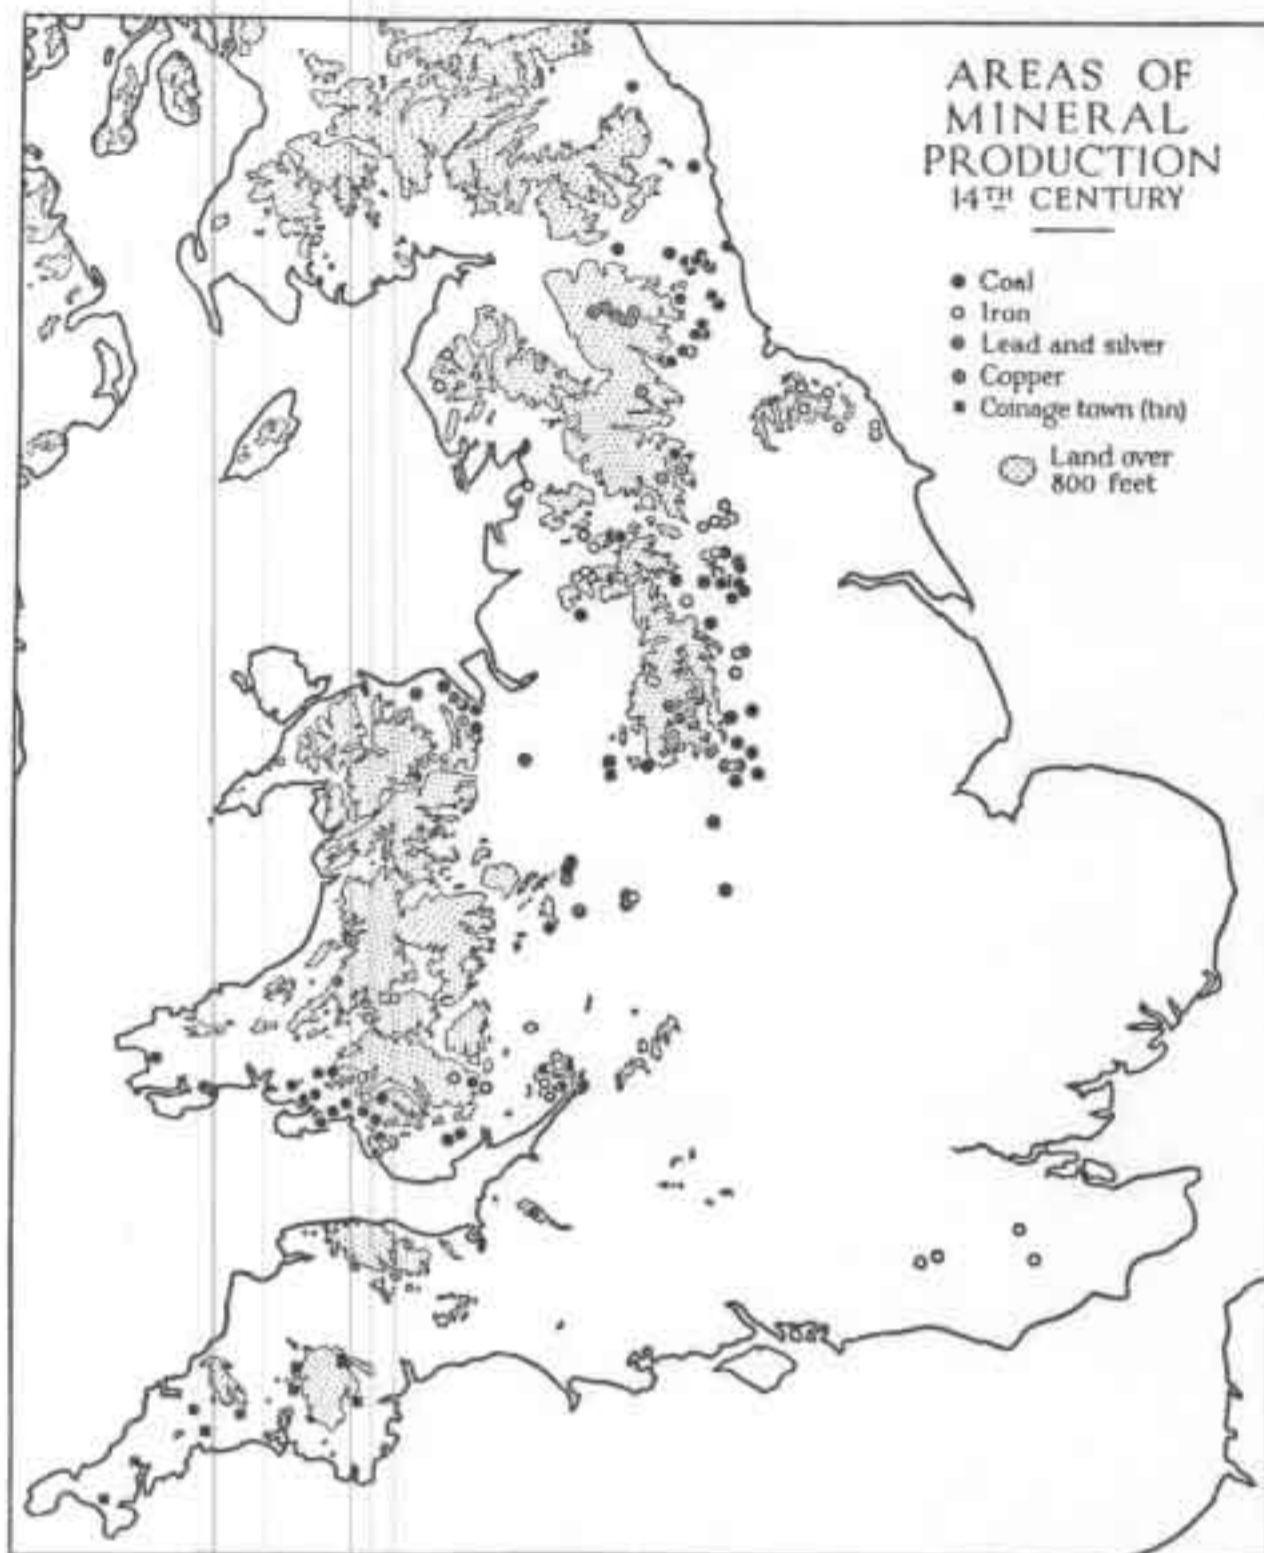 AREAS OF
MINERAL
PRODUCTION
14TH CENTURY
Coal
Iron
Lead and silver
Copper
Coinage town (tin)
Land over
800 feet